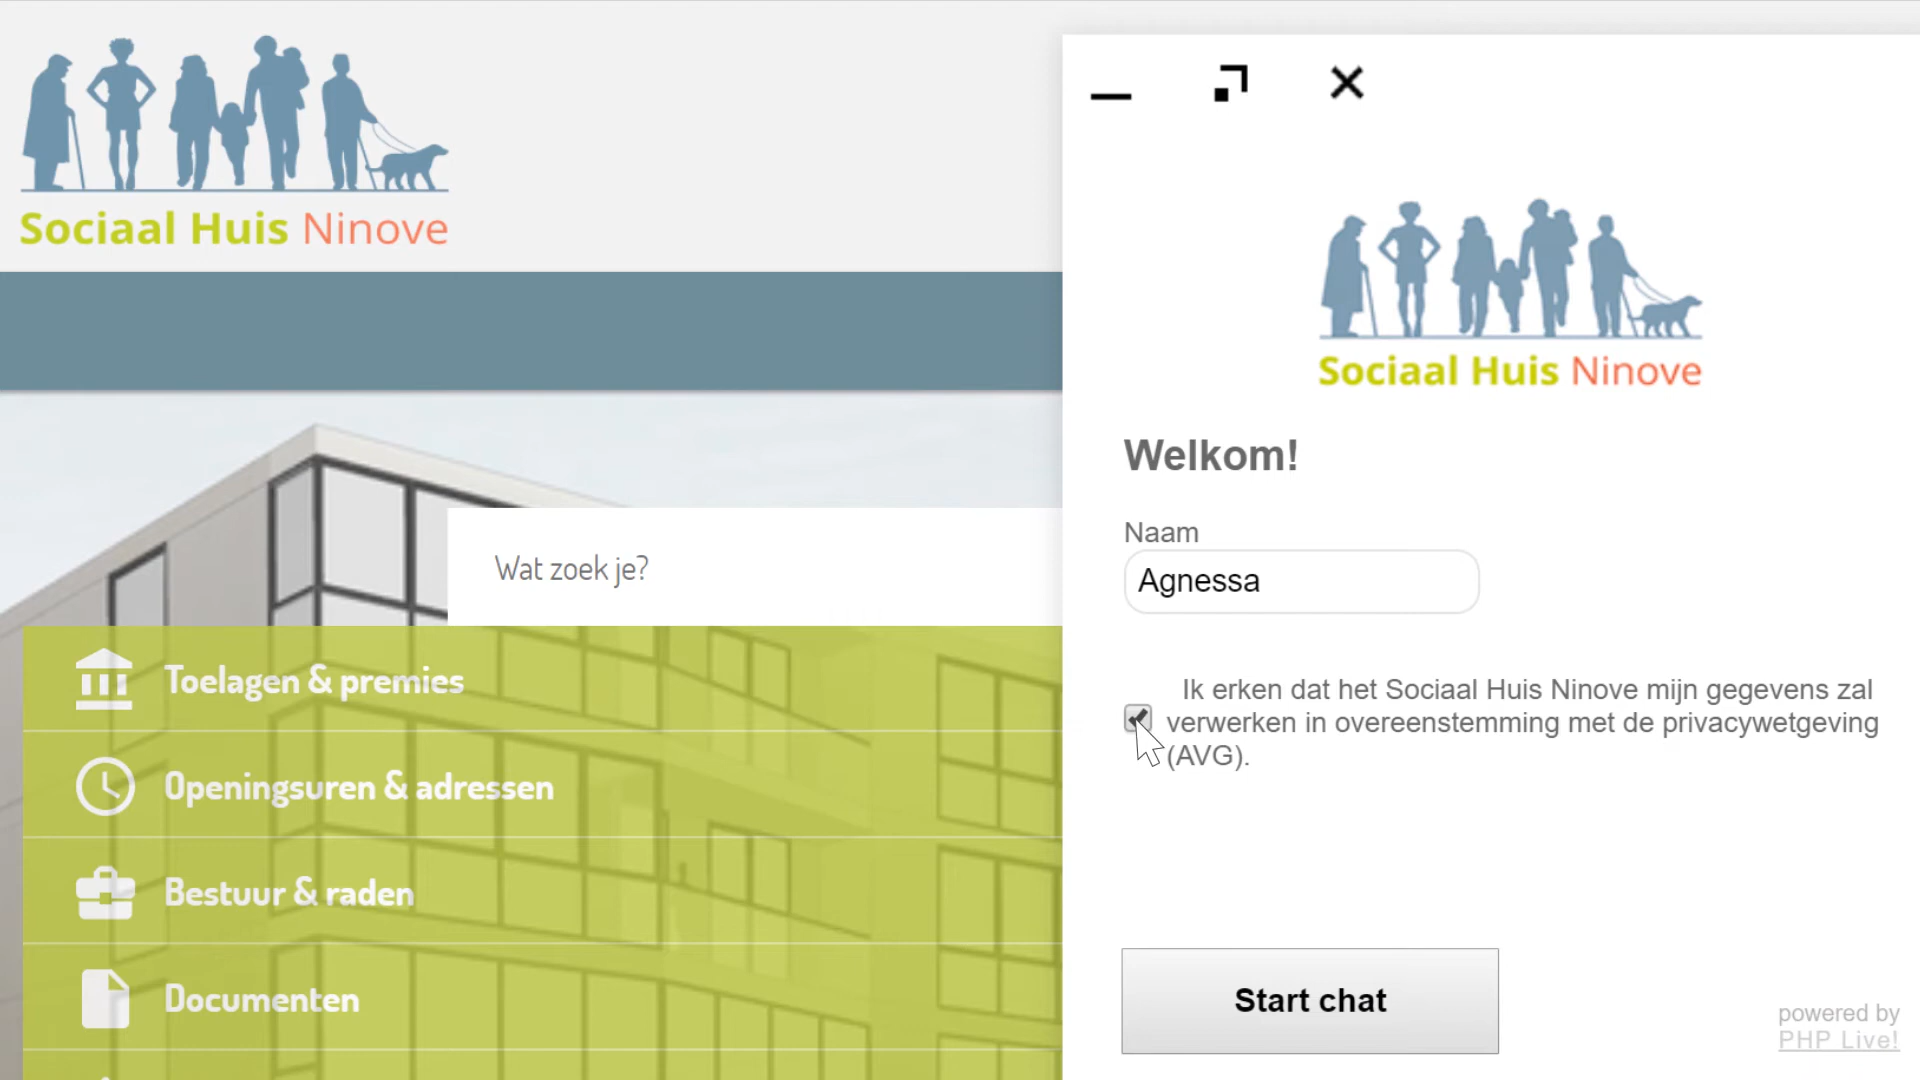 Sociaal Huis Ninove
Sociaal Huis Ninove
Welkom!
Naam
Agnessa
Wat zoek je?
Ik erken dat het Sociaal Huis Ninove mijn gegevens zal
verwerken in overeenstemming met de privacywetgeving
(AVG).
Toelagen & premies
Openingsuren & adressen
Bestuur & raden
Documenten
Start chat
powered by
PHP Live!